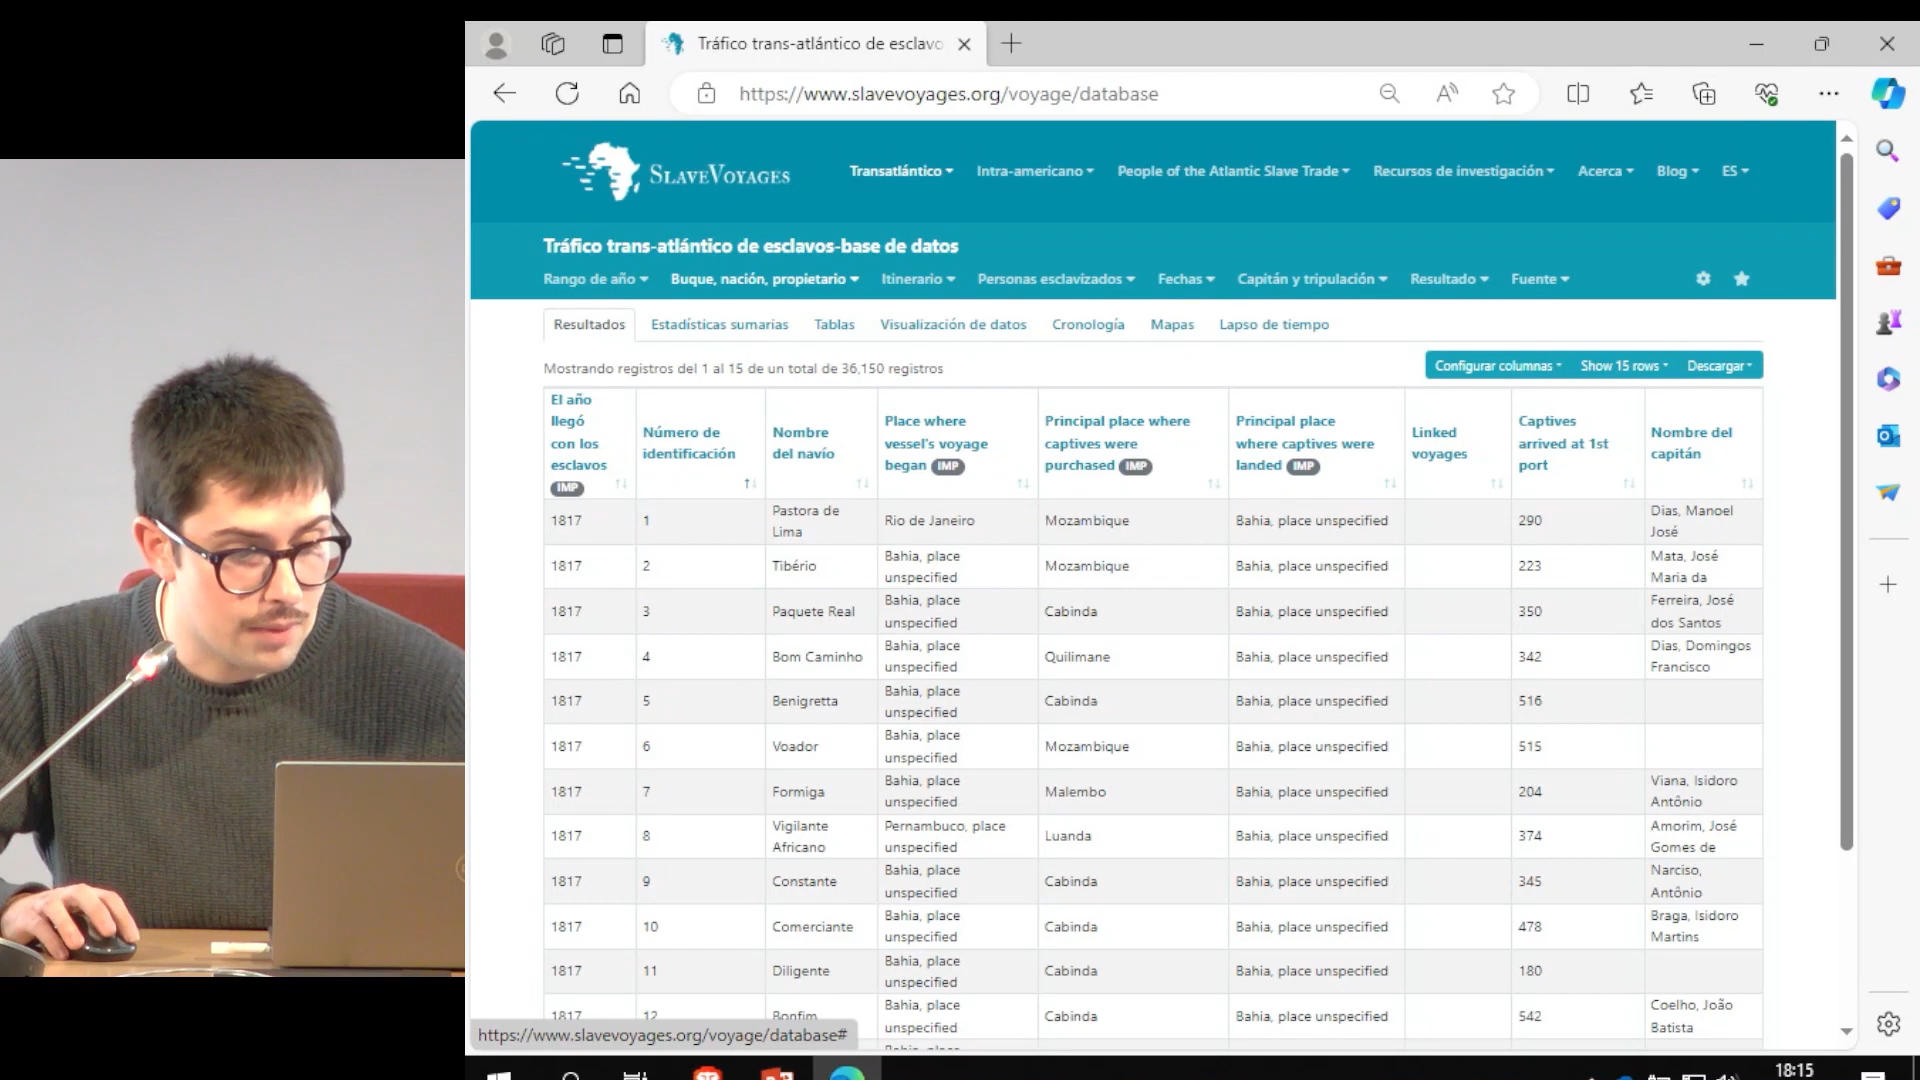 Tráfico trans-atlántico de esclavo
https://www.slavevoyages.org/voyage/database
SLAVEVOYAGES
Transatlántico
Intra-americano
People of the Atlantic Slave Trade
Recursos de investigación
Acerca
Blog
ES
Tráfico trans-atlántico de esclavos-base de datos
Rango de año
Buque, nación, propietario
Itinerario
Personas esclavizados
Fechas
Capitán y tripulación
Resultado
Fuente
Resultados
Estadísticas sumarias
Tablas
Visualización de datos
Cronología
Mapas
Lapso de tiempo
Mostrando registros del 1 al 15 de un total de 36,150 registros
Configurar columnas
Show 15 rows
Descargar
El año
llegó
con los
esclavos
IMP
Número de
identificación
Nombre
del navío
Place where
vessel's voyage
began IMP
Principal place where
captives were
purchased IMP
Principal place
where captives were
landed IMP
Linked
voyages
Captives
arrived at 1st
port
Nombre del
capitán
1817
1
Pastora de
Lima
Rio de Janeiro
Mozambique
Bahia, place unspecified
290
Dias, Manoel
José
1817
2
Tibério
Bahia, place
unspecified
Mozambique
Bahia, place unspecified
223
Mata, José
Maria da
1817
3
Paquete Real
Bahia, place
unspecified
Cabinda
Bahia, place unspecified
350
Ferreira, José
dos Santos
1817
4
Bom Caminho
Bahia, place
unspecified
Quilimane
Bahia, place unspecified
342
Dias, Domingos
Francisco
1817
5
Benigretta
Bahia, place
unspecified
Cabinda
Bahia, place unspecified
516
1817
6
Voador
Bahia, place
unspecified
Mozambique
Bahia, place unspecified
515
1817
7
Formiga
Bahia, place
unspecified
Malembo
Bahia, place unspecified
204
Viana, Isidoro
Antônio
1817
8
Vigilante
Africano
Pernambuco, place
unspecified
Luanda
Bahia, place unspecified
374
Amorim, José
Gomes de
1817
9
Constante
Bahia, place
unspecified
Cabinda
Bahia, place unspecified
345
Narciso,
Antônio
1817
10
Comerciante
Bahia, place
unspecified
Cabinda
Bahia, place unspecified
478
Braga, Isidoro
Martins
1817
11
Diligente
Bahia, place
unspecified
Cabinda
Bahia, place unspecified
180
1817
12
Bonfim
Bahia, place
unspecified
Cabinda
Bahia, place unspecified
542
Coelho, João
Batista
https://www.slavevoyages.org/voyage/database#
Bahia, place
18:15